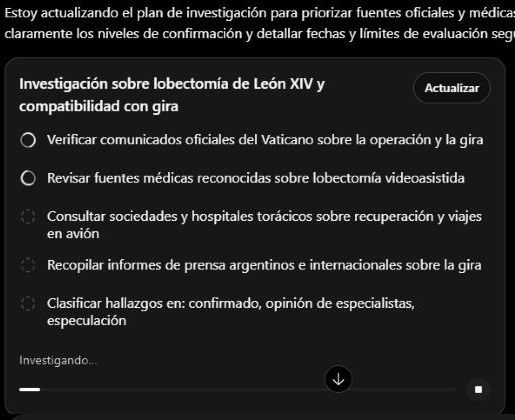 Estoy actualizando el plan de investigación para priorizar fuentes oficiales y médicas
claramente los niveles de confirmación y detallar fechas y límites de evaluación
Investigación sobre lobectomía de León XIV y
compatibilidad con gira
Actualizar
Verificar comunicados oficiales del Vaticano sobre la operación y la gira
Revisar fuentes médicas reconocidas sobre lobectomía videoasistida
Consultar sociedades y hospitales torácicos sobre recuperación y viajes
en avión
Recopilar informes de prensa argentinos e internacionales sobre la gira
Clasificar hallazgos en: confirmado, opinión de especialistas,
especulación
Investigando...